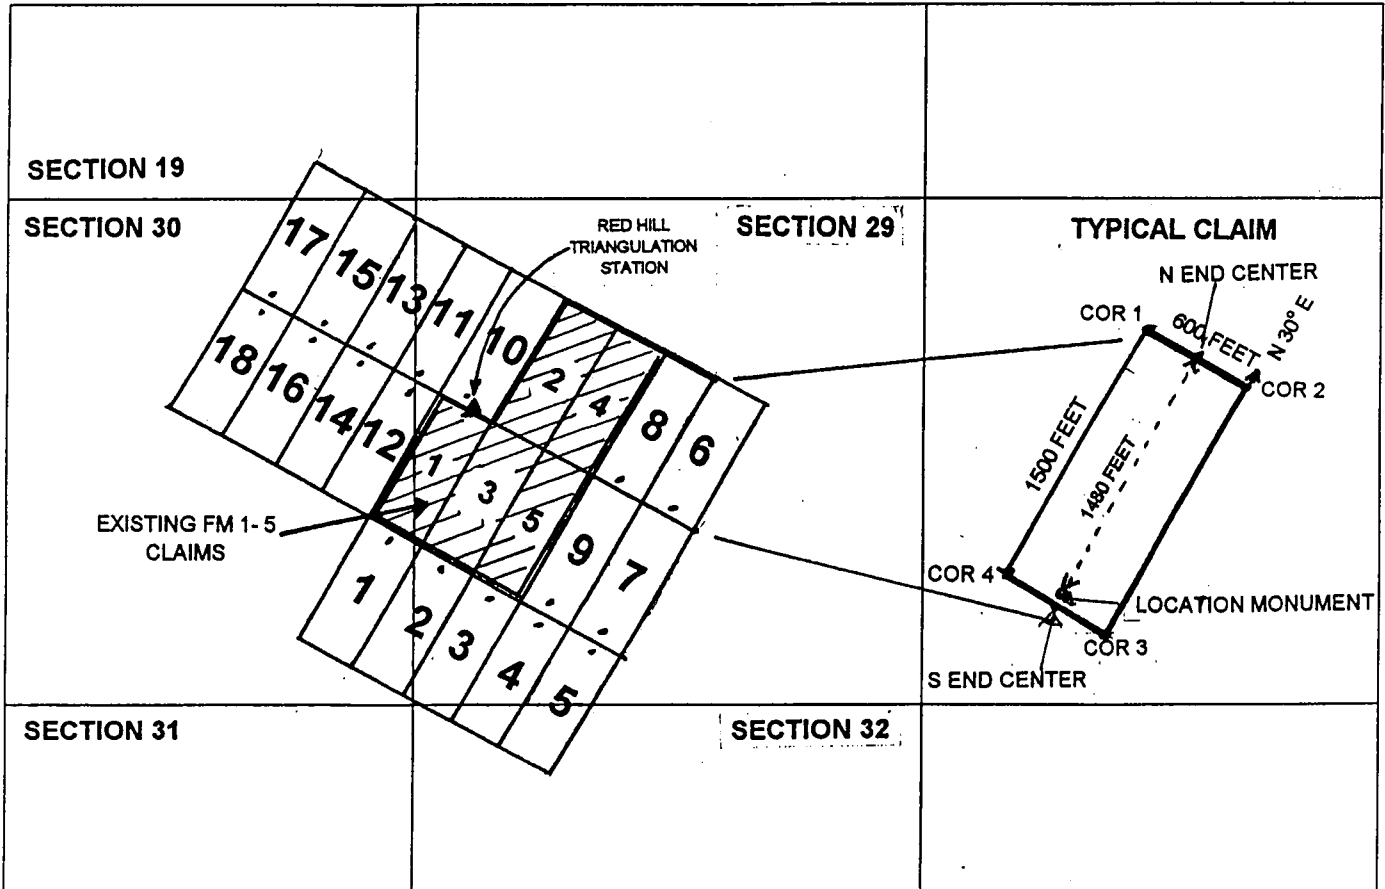 SECTION 19
SECTION 30
RED HILL
TRIANGULATION
STATION
SECTION 29
TYPICAL CLAIM
N END CENTER
COR 1
600 FEET
N 30° E
COR 2
1500 FEET
1480 FEET
COR 4
LOCATION MONUMENT
COR 3
S END CENTER
17
15
13
11
10
2
4
8
6
18
16
14
12
1
3
5
9
7
EXISTING FM 1-5
CLAIMS
1
2
3
4
5
SECTION 31
SECTION 32